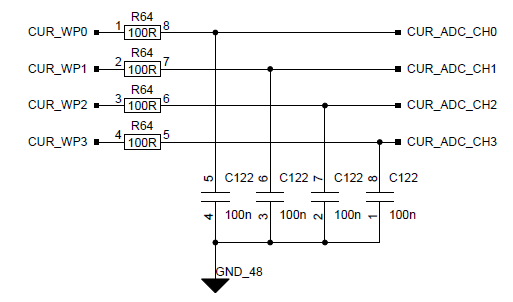 R64
CUR_WP0 1 100R 8 CUR_ADC_CH0
R64
CUR_WP1 2 100R 7 CUR_ADC_CH1
R64
CUR_WP2 3 100R 6 CUR_ADC_CH2
R64
CUR_WP3 4 100R 5 CUR_ADC_CH3
5 C122 6 C122 7 C122 8 C122
4 100n 3 100n 2 100n 1 100n
GND_48